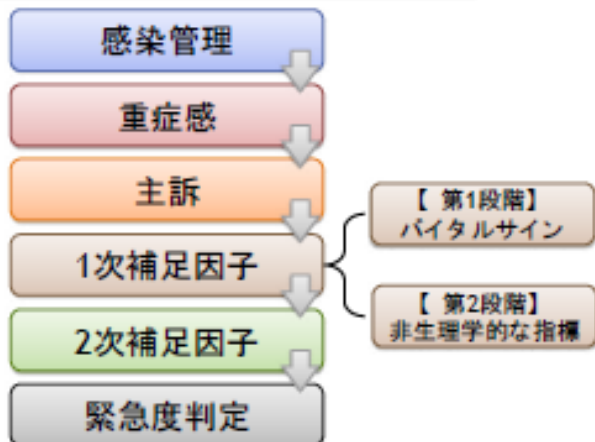 感染管理
重症感
主訴
1次補足因子
【 第1段階】
バイタルサイン
【 第2段階】
非生理学的な指標
2次補足因子
緊急度判定